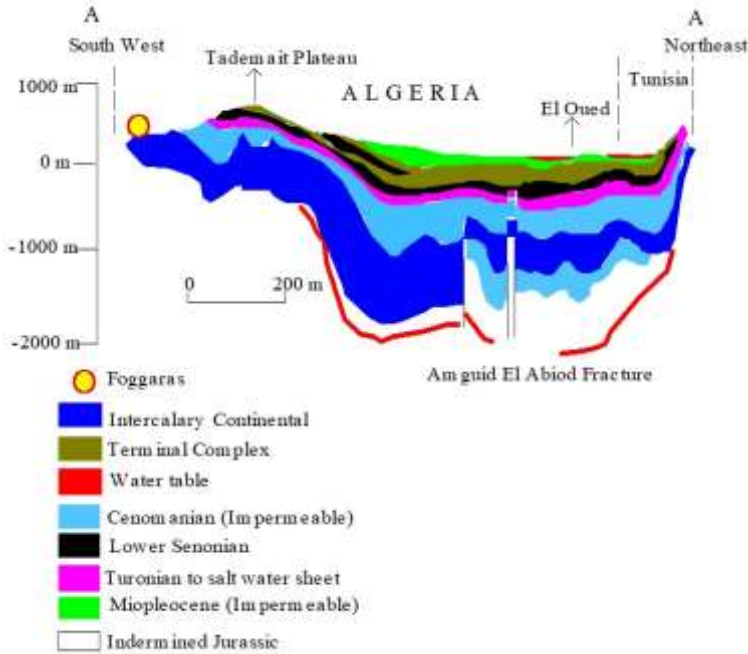 A
A
South West
Northeast
Tademait Plateau
Tunisia
ALGERIA
1000 m
El Oued
0 m
-1000 m
0
200 m
-2000 m
Amguid El Abiod Fracture
Foggaras
Intercalary Continental
Terminal Complex
Water table
Cenomanian (Impermeable)
Lower Senonian
Turonian to salt water sheet
Miopleocene (Impermeable)
Indermined Jurassic